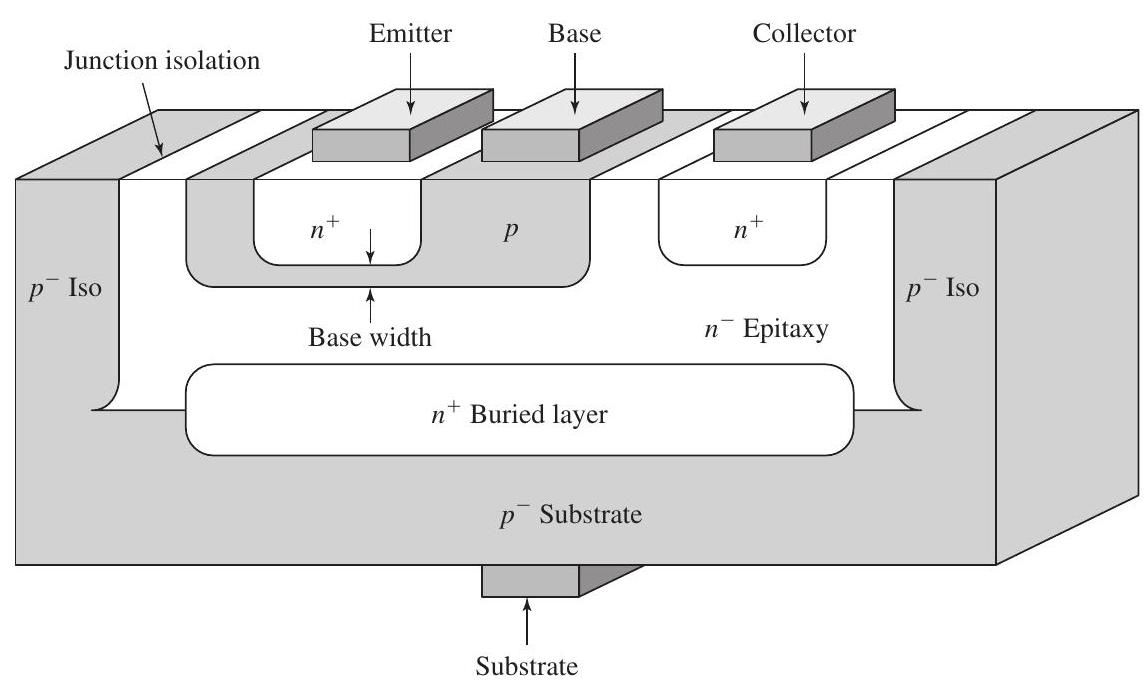 Emitter
Base
Collector
Junction isolation
n⁺
p
n⁺
p⁻ Iso
p⁻ Iso
Base width
n⁻ Epitaxy
n⁺ Buried layer
p⁻ Substrate
Substrate